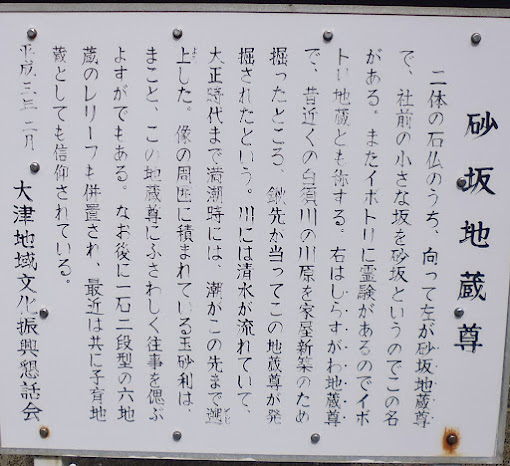 砂坂地蔵尊
二体の石仏のうち、向って左が砂坂地蔵尊
で、社前の小さな坂を砂坂というのでこの名
がある。またイボトリに霊験があるのでイボ
トリ地蔵とも称する。右はしらすがわ地蔵尊
で、昔近くの白須川の川原を家屋新築のため
掘ったところ、鍬先が当ってこの地蔵尊が発
掘されたという。川には清水が流れていて、
大正時代まで満潮時には、潮がこの先まで遡
上した。像の周囲に積まれている玉砂利は、
まこと、この地蔵尊にふさわしく往事を偲ぶ
よすがでもある。なお後に一石二段型の六地
蔵のレリーフも併置され、最近は共に子育地
蔵としても信仰されている。
平成三年二月 大津地域文化振興懇話会